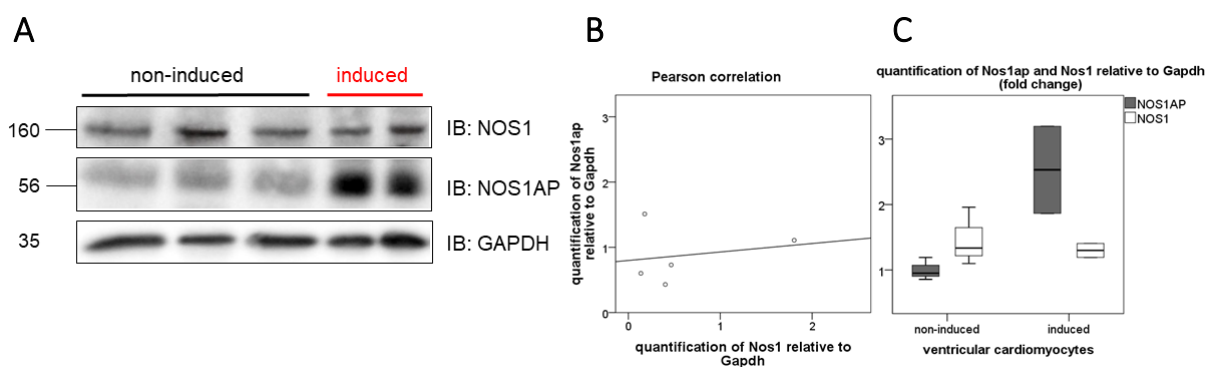 A
non-induced
induced
160
IB: NOS1
56
IB: NOS1AP
35
IB: GAPDH
B
Pearson correlation
quantification of Nos1ap
relative to Gapdh
3
2
1
0
0
1
2
quantification of Nos1 relative to
Gapdh
C
quantification of Nos1ap and Nos1 relative to Gapdh
(fold change)
NOS1AP
NOS1
3
2
1
non-induced
induced
ventricular cardiomyocytes